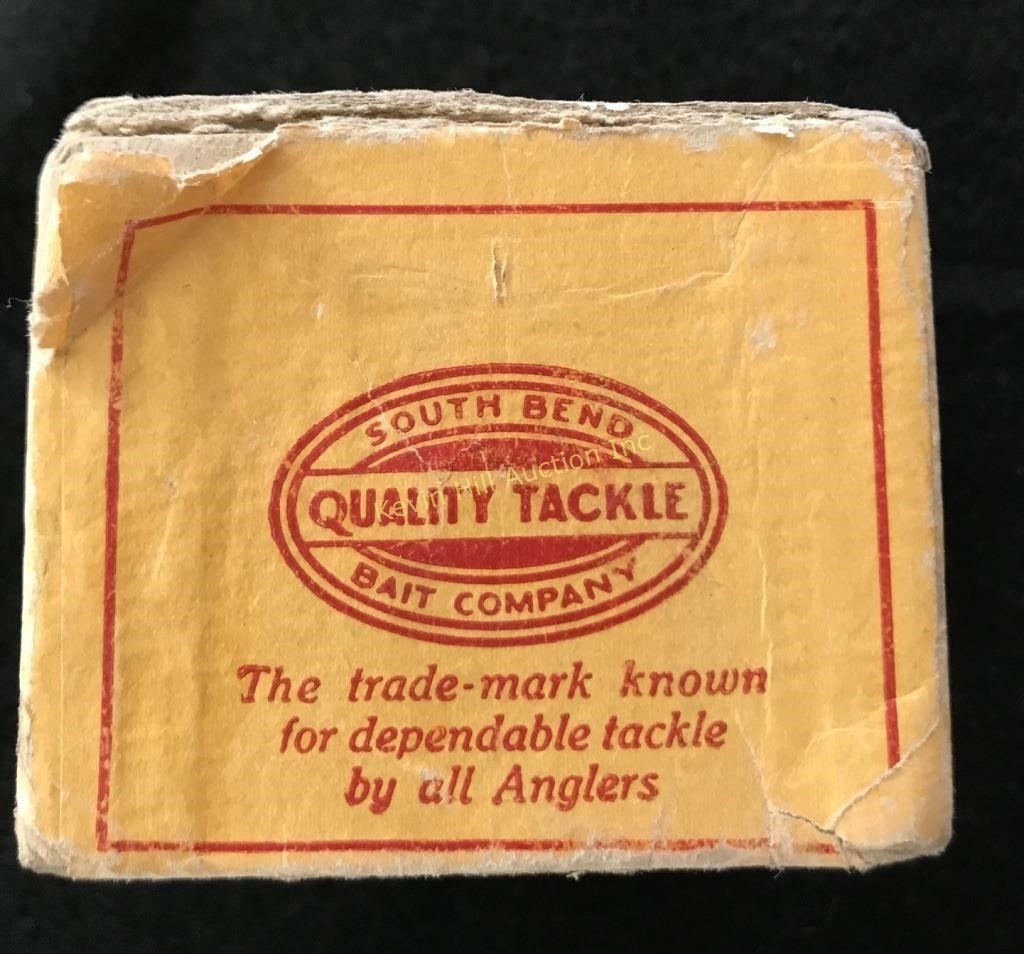 SOUTH BEND
QUALITY TACKLE
Kevin Hill Auction Inc
BAIT COMPANY
The trade-mark known
for dependable tackle
by all Anglers